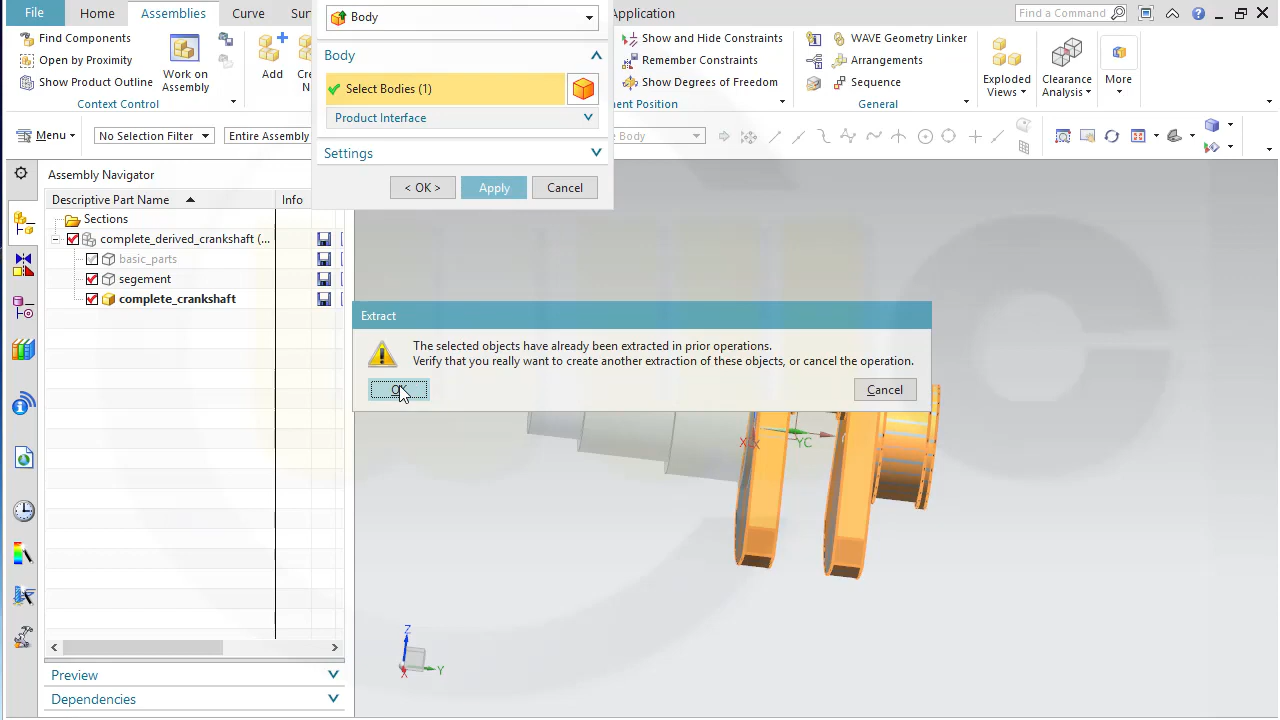 File
Home
Assemblies
Curve
Sur
Application
Find a Command
Find Components
Open by Proximity
Show Product Outline
Work on
Assembly
Add
Context Control
Body
Body
Select Bodies (1)
Product Interface
Settings
< OK >
Apply
Cancel
Show and Hide Constraints
Remember Constraints
Show Degrees of Freedom
ment Position
WAVE Geometry Linker
Arrangements
Sequence
General
Exploded
Views
Clearance
Analysis
More
Menu
No Selection Filter
Entire Assembly
Body
Assembly Navigator
Descriptive Part Name
Info
Sections
complete_derived_crankshaft (...
basic_parts
segement
complete_crankshaft
Extract
The selected objects have already been extracted in prior operations.
Verify that you really want to create another extraction of these objects, or cancel the operation.
OK
Cancel
YC
Z
Y
X
Preview
Dependencies